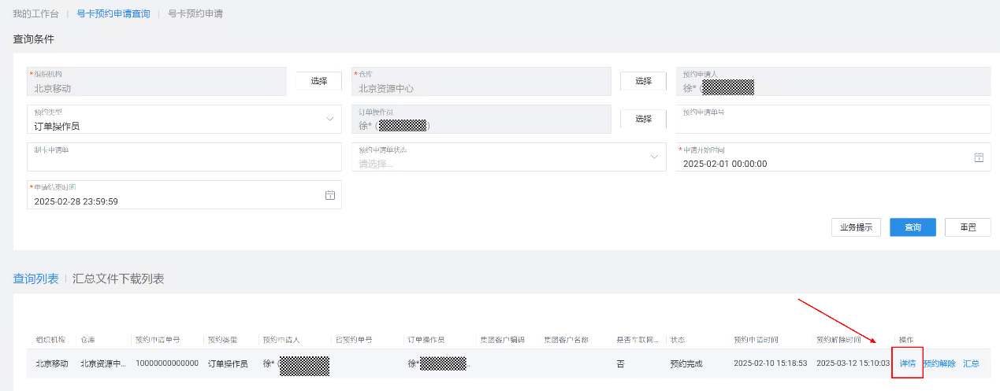 我的工作台 | 号卡预约申请查询 | 号卡预约申请
查询条件
*组织机构
北京移动
选择
*仓库
北京资源中心
选择
预约申请人
徐* (
预约类型
订单操作员
订单操作员
徐* ( )
选择
预约申请单号
制卡申请单
预约申请单状态
请选择...
*申请开始时间
2025-02-01 00:00:00
*申请结束时间
2025-02-28 23:59:59
业务提示 查询 重置
查询列表 | 汇总文件下载列表
组织机构 仓库 预约申请单号 预约类型 预约申请人 省预约单号 订单操作员 集团客户编码 集团客户名称 是否车联网... 状态 预约申请时间 预约解除时间 操作
北京移动 北京资源中... 10000000000000 订单操作员 徐* ( 徐* 否 预约完成 2025-02-10 15:18:53 2025-03-12 15:10:03 详情 预约解除 汇总